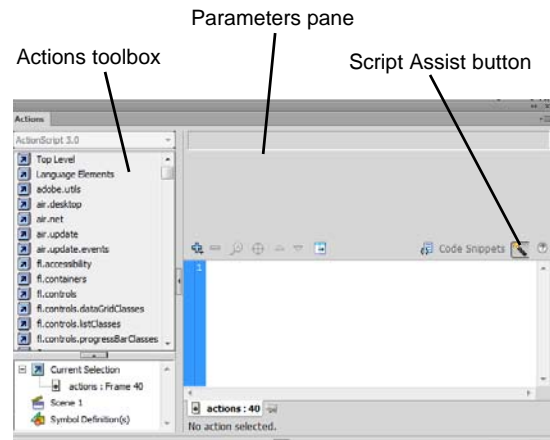 Parameters pane
Actions toolbox
Script Assist button
Actions
ActionScript 3.0
Top Level
Language Elements
adobe.utils
air.desktop
air.net
air.update
air.update.events
fl.accessibility
fl.containers
fl.controls
fl.controls.dataGridClasses
fl.controls.listClasses
fl.controls.progressBarClasses
Code Snippets
1
Current Selection
actions : Frame 40
Scene 1
Symbol Definition(s)
actions : 40
No action selected.